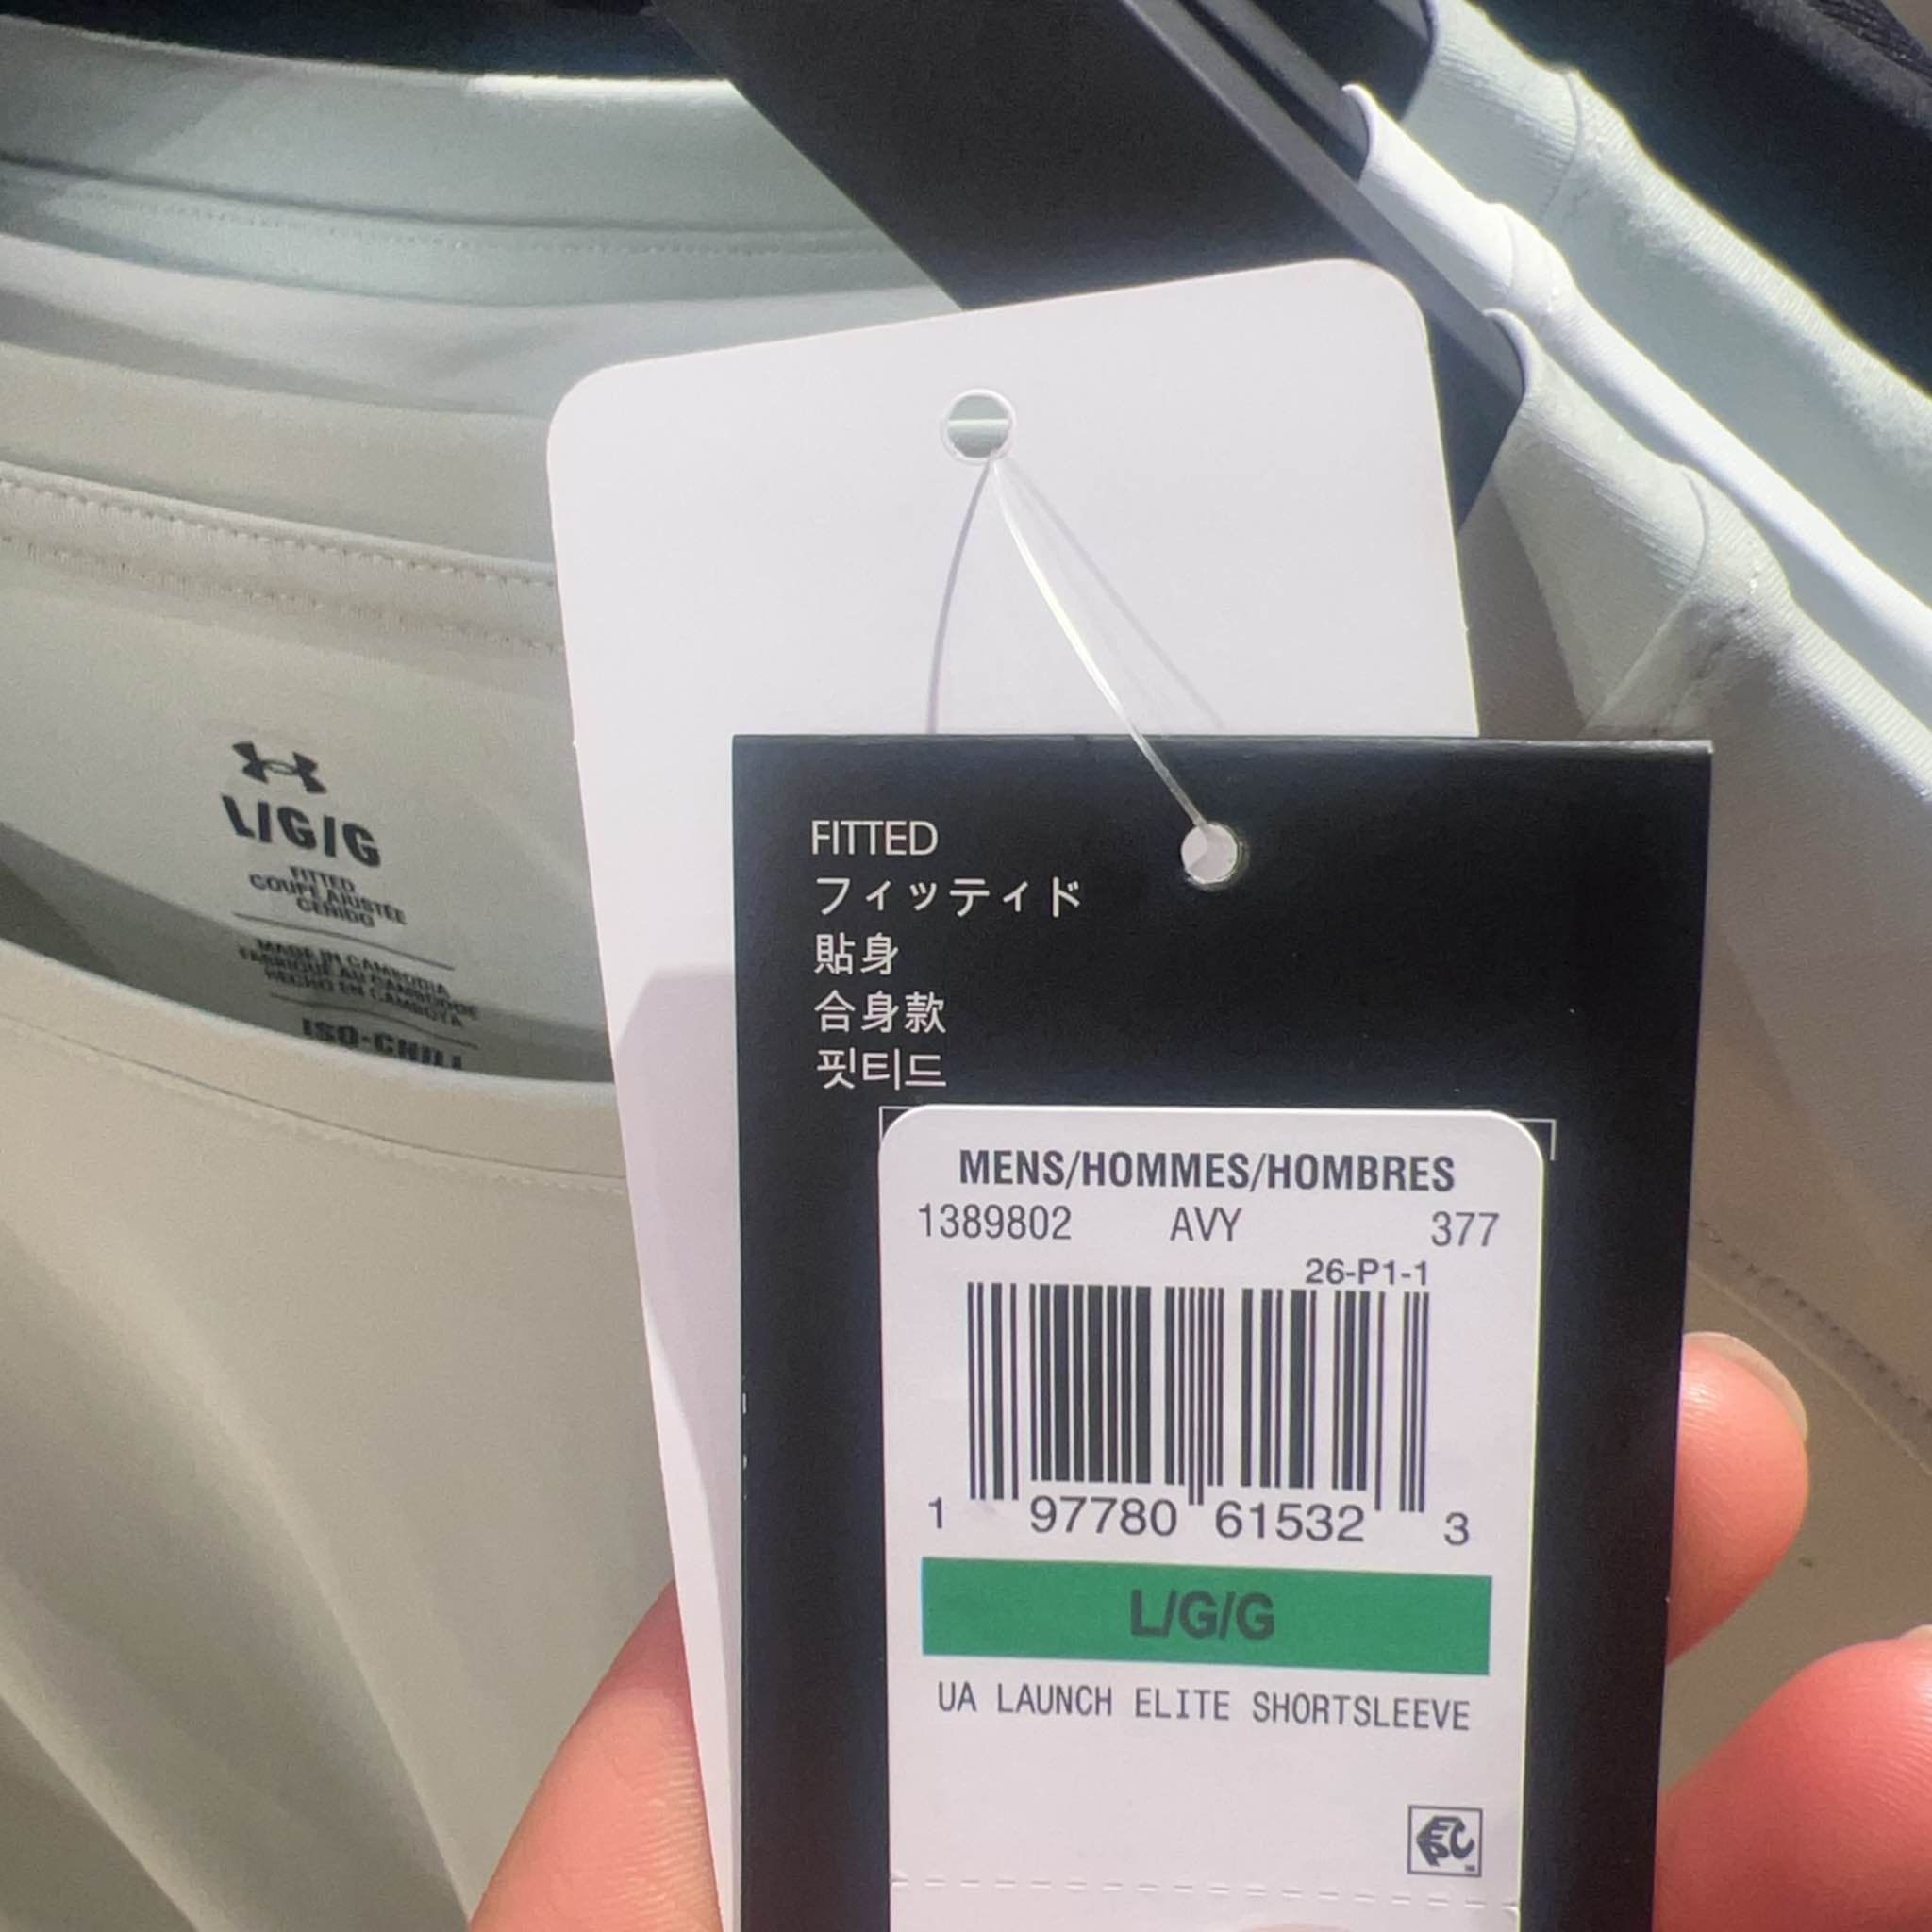 L/G/G
FITTED
COUPE AJUSTÉE
CEÑIDO
MADE IN CAMBODIA
FABRIQUÉ AU CAMBODGE
HECHO EN CAMBOYA
ISO-CHILL
FITTED
フィッティド
貼身
合身款
핏티드
MENS/HOMMES/HOMBRES
1389802 AVY 377
26-P1-1
1 97780 61532 3
L/G/G
UA LAUNCH ELITE SHORTSLEEVE